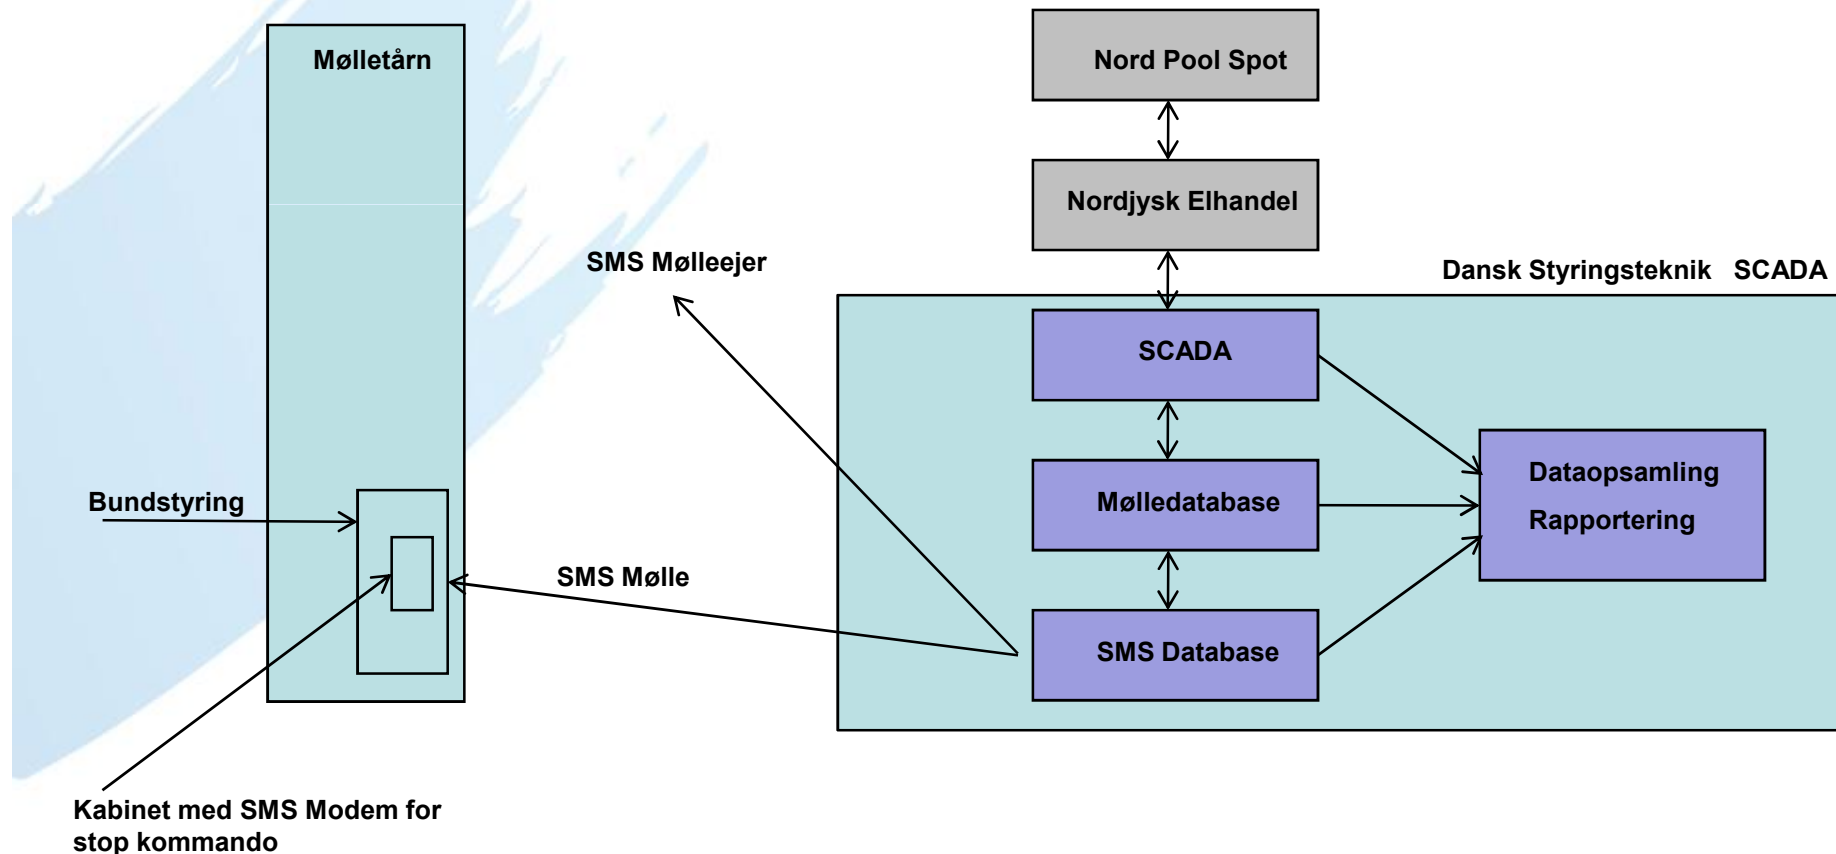 Mølletårn
Nord Pool Spot
Nordjysk Elhandel
SMS Mølleejer
Dansk Styringsteknik SCADA
SCADA
Mølledatabase
Dataopsamling
Rapportering
Bundstyring
SMS Mølle
SMS Database
Kabinet med SMS Modem for
stop kommando